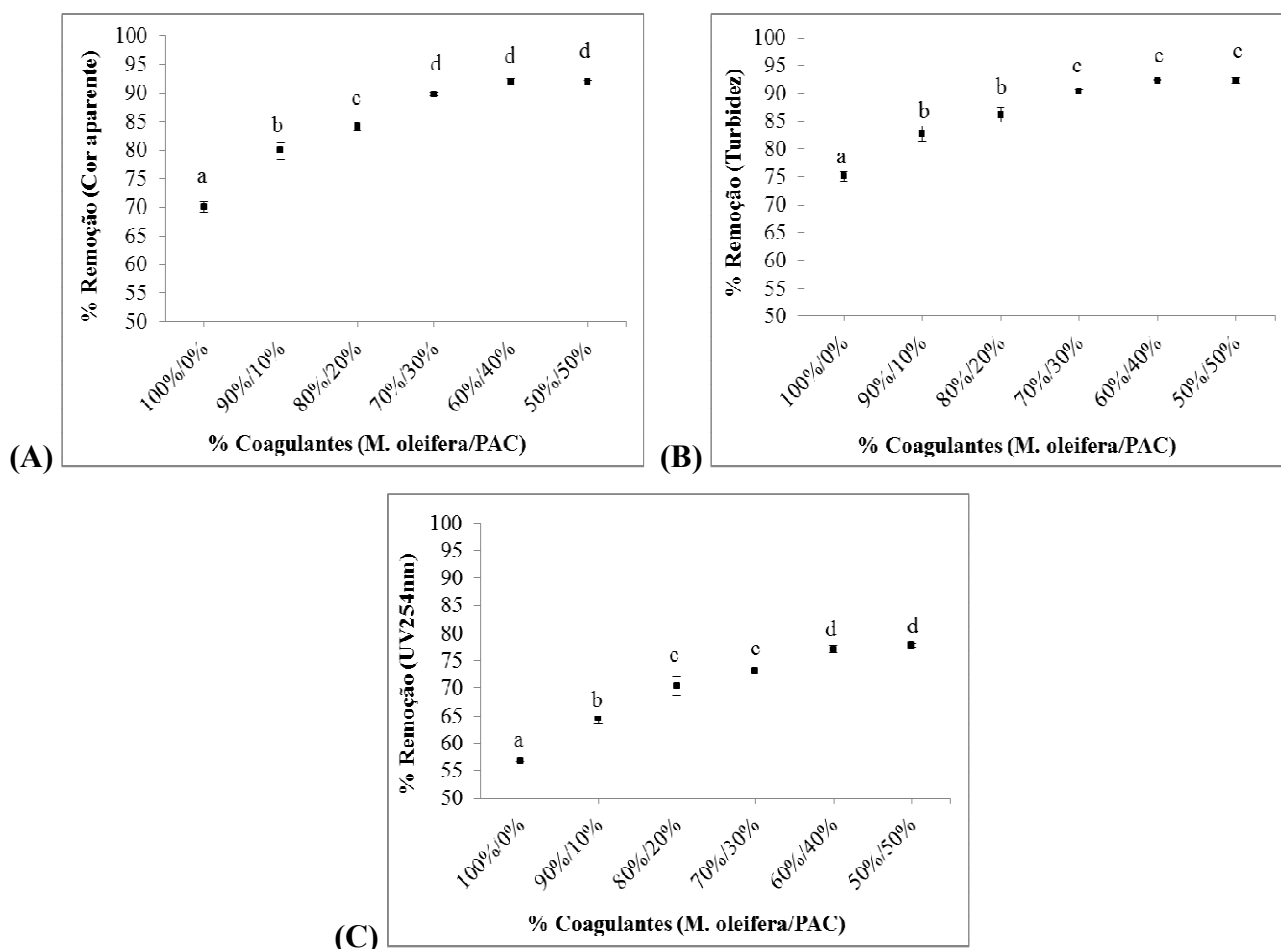 (A)
% Remoção (Cor aparente)
100
95
90
85
80
75
70
65
60
55
50
a
b
c
d
d
d
100%/0%
90%/10%
80%/20%
70%/30%
60%/40%
50%/50%
% Coagulantes (M. oleifera/PAC)
(B)
% Remoção (Turbidez)
100
95
90
85
80
75
70
65
60
55
50
a
b
b
c
c
c
100%/0%
90%/10%
80%/20%
70%/30%
60%/40%
50%/50%
% Coagulantes (M. oleifera/PAC)
(C)
% Remoção (UV254nm)
100
95
90
85
80
75
70
65
60
55
50
a
b
c
c
d
d
100%/0%
90%/10%
80%/20%
70%/30%
60%/40%
50%/50%
% Coagulantes (M. oleifera/PAC)